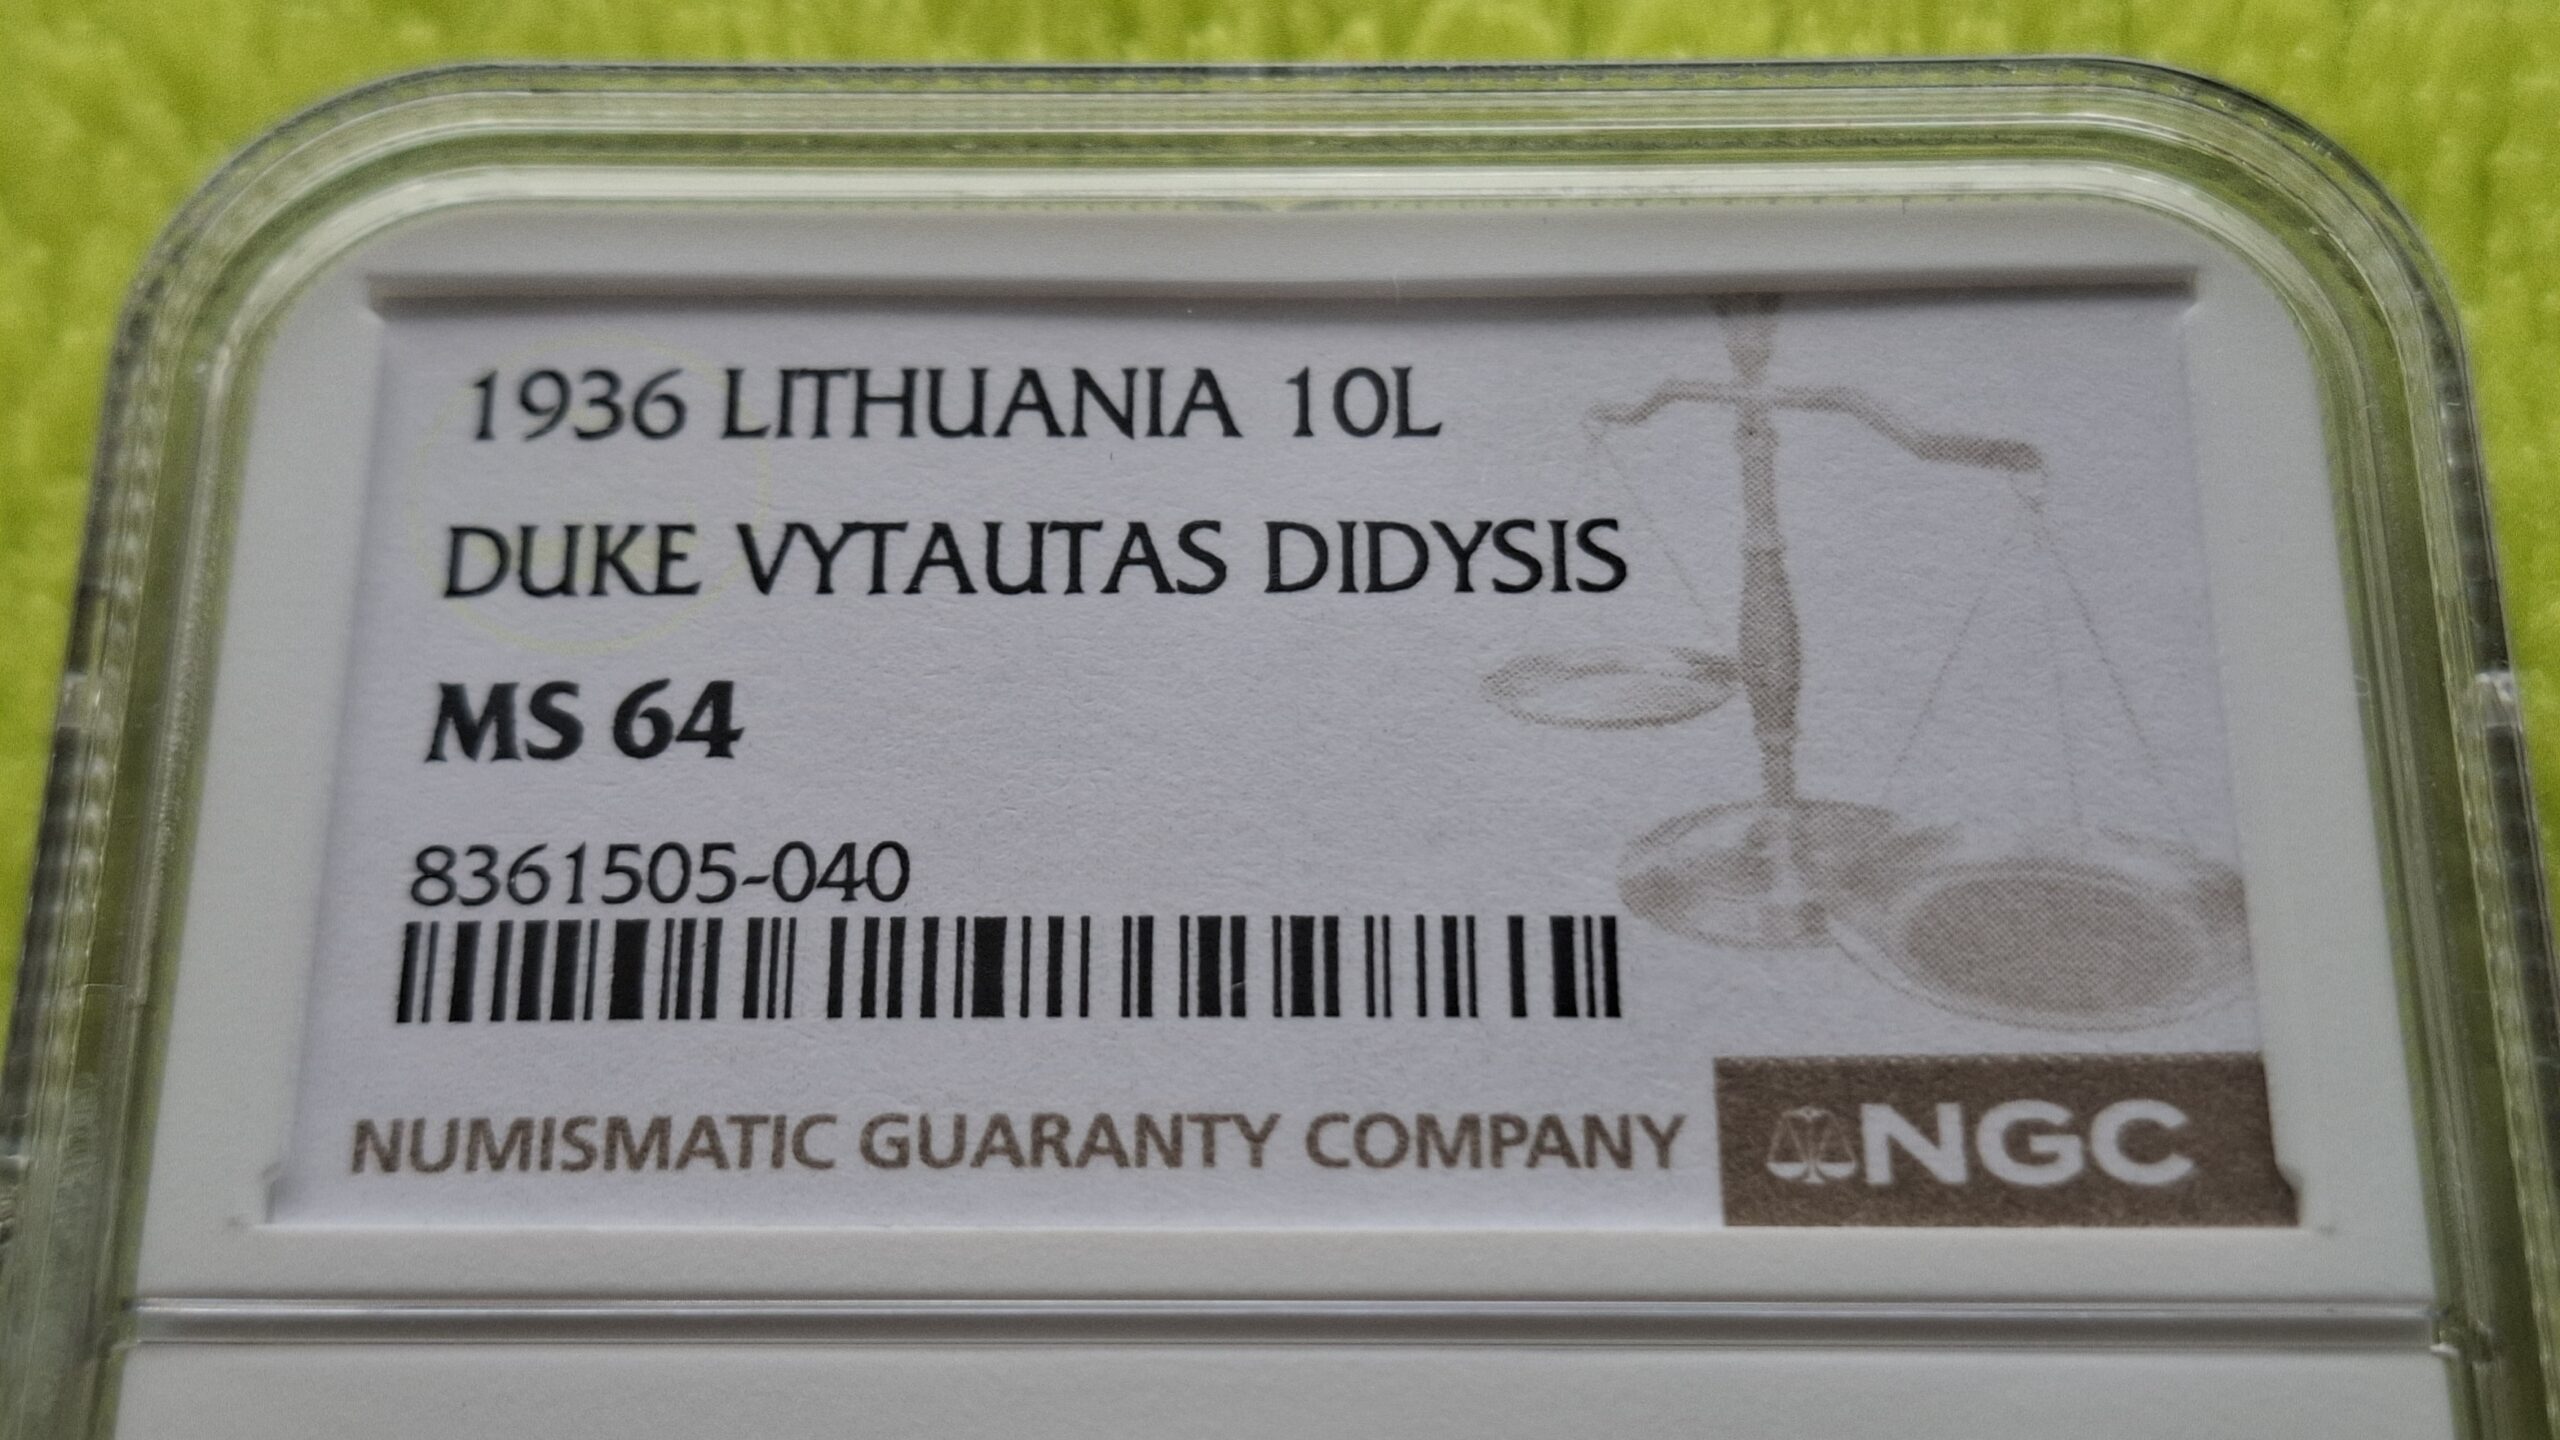 1936 LITHUANIA 10L
DUKE VYTAUTAS DIDYSIS
MS 64
8361505-040
NUMISMATIC GUARANTY COMPANY
NGC